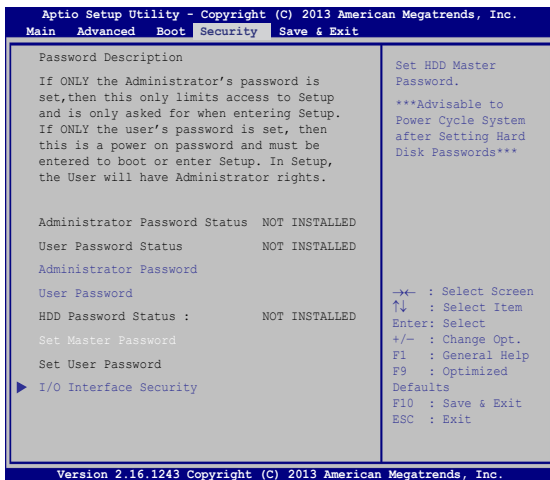 Aptio Setup Utility - Copyright (C) 2013 American Megatrends, Inc.
Main Advanced Boot Security Save & Exit
Password Description
If ONLY the Administrator's password is
set,then this only limits access to Setup
and is only asked for when entering Setup.
If ONLY the user's password is set, then
this is a power on password and must be
entered to boot or enter Setup. In Setup,
the User will have Administrator rights.
Administrator Password Status NOT INSTALLED
User Password Status NOT INSTALLED
Administrator Password
User Password
HDD Password Status : NOT INSTALLED
Set Master Password
Set User Password
I/O Interface Security
Set HDD Master
Password.
***Advisable to
Power Cycle System
after Setting Hard
Disk Passwords***
→← : Select Screen
↑↓ : Select Item
Enter: Select
+/— : Change Opt.
F1 : General Help
F9 : Optimized
Defaults
F10 : Save & Exit
ESC : Exit
Version 2.16.1243 Copyright (C) 2013 American Megatrends, Inc.